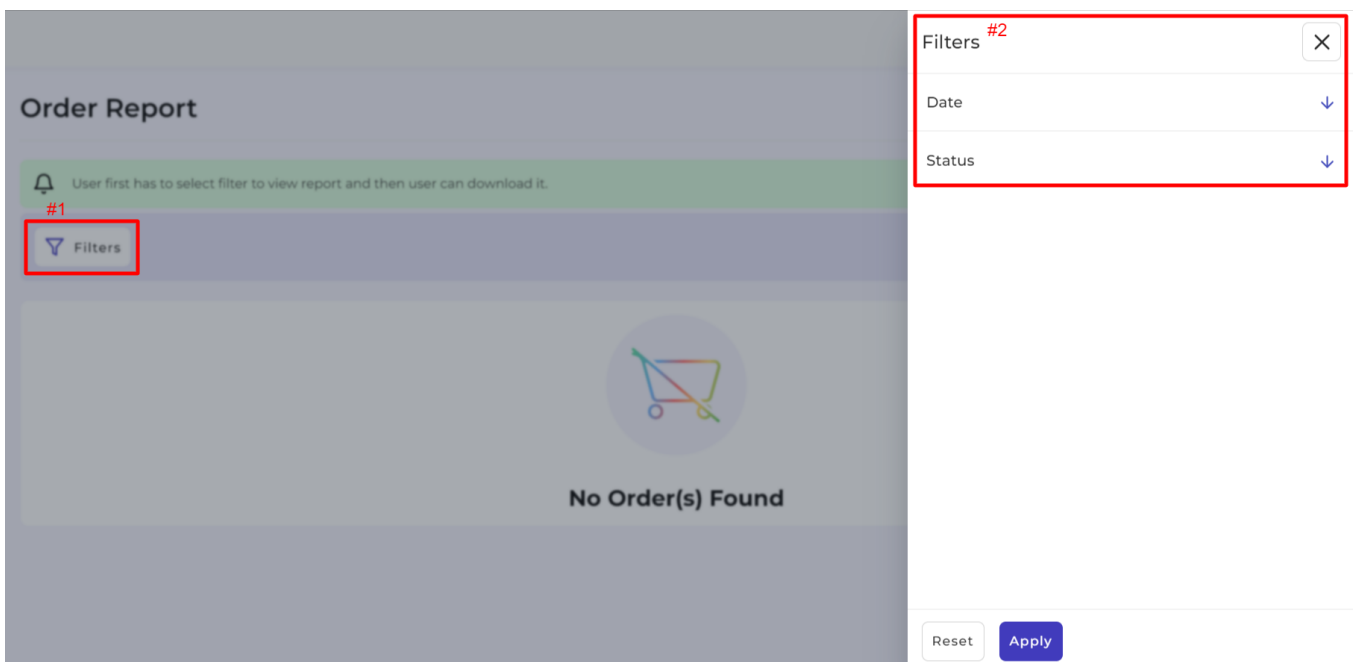 Order Report
User first has to select filter to view report and then user can download it.
#1
Filters
No Order(s) Found
Filters #2
Date
Status
Reset Apply